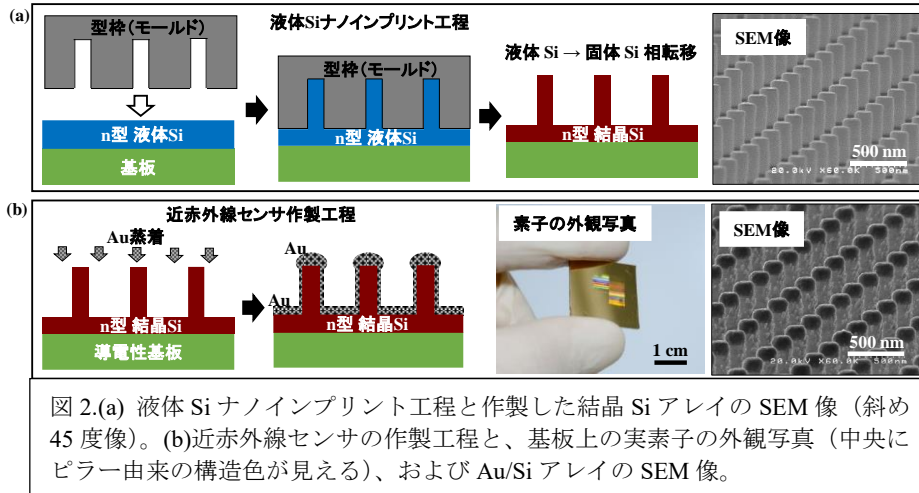 (a)
型枠(モールド)
液体Siナノインプリント工程
型枠(モールド)
液体 Si → 固体 Si 相転移
SEM像
n型 液体Si
n型 液体Si
n型 結晶Si
基板
500 nm
20.0kV X60.0K 500nm
(b)
近赤外線センサ作製工程
Au蒸着
Au
Au
素子の外観写真
SEM像
n型 結晶Si
n型 結晶Si
導電性基板
1 cm
500 nm
20.0kV X60.0K 500nm
図 2.(a) 液体 Si ナノインプリント工程と作製した結晶 Si アレイの SEM 像（斜め
45 度像）。(b)近赤外線センサの作製工程と、基板上の実素子の外観写真（中央に
ピラー由来の構造色が見える）、および Au/Si アレイの SEM 像。